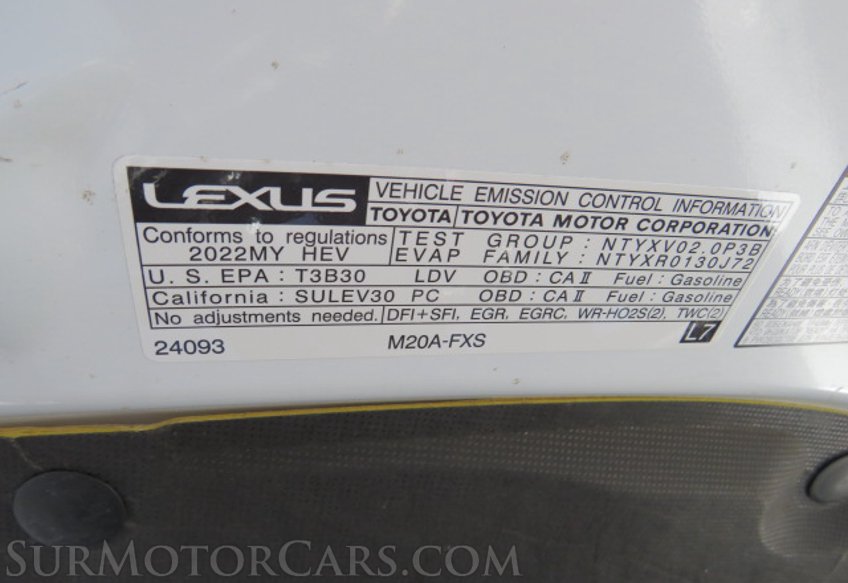 LEXUS VEHICLE EMISSION CONTROL INFORMATION
TOYOTA TOYOTA MOTOR CORPORATION
Conforms to regulations TEST GROUP : NTYXV02.0P3B
2022MY HEV EVAP FAMILY : NTYXR0130J72
U. S. EPA : T3B30 LDV OBD : CA II Fuel : Gasoline
California : SULEV30 PC OBD : CA II Fuel : Gasoline
No adjustments needed. DFI+SFI, EGR, EGRC, WR-HO2S(2), TWC(2)
24093 M20A-FXS L7
SURMOTORCARS.COM